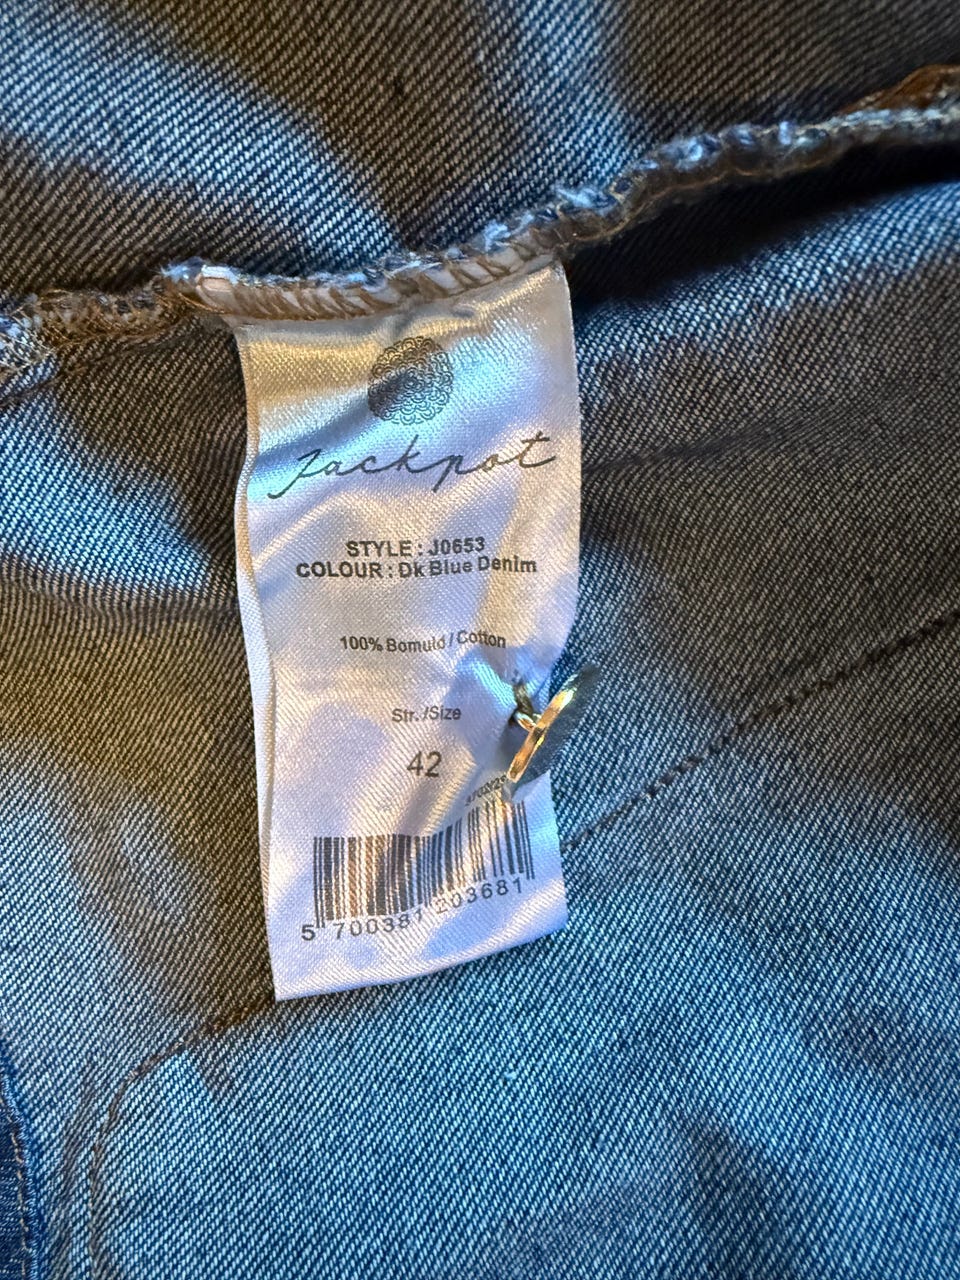 Jackpot
STYLE : J0653
COLOUR : Dk Blue Denim
100% Bomuld / Cotton
Str. /Size
42
5 700381 203681